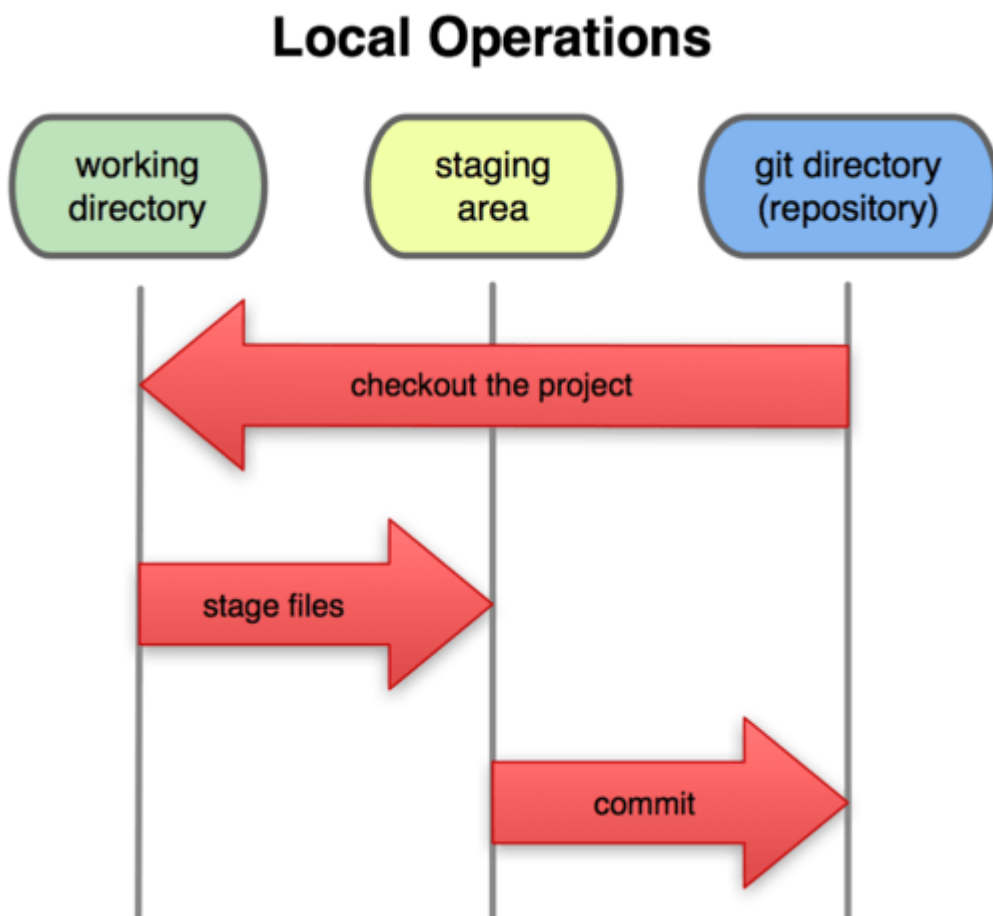 Local Operations
working
directory
staging
area
git directory
(repository)
checkout the project
stage files
commit